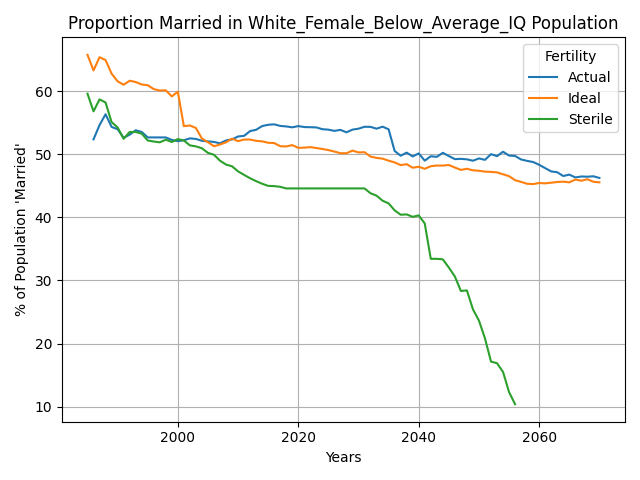 Proportion Married in White_Female_Below_Average_IQ Population
% of Population 'Married'
60
50
40
30
20
10
Fertility
Actual
Ideal
Sterile
2000 2020 2040 2060
Years